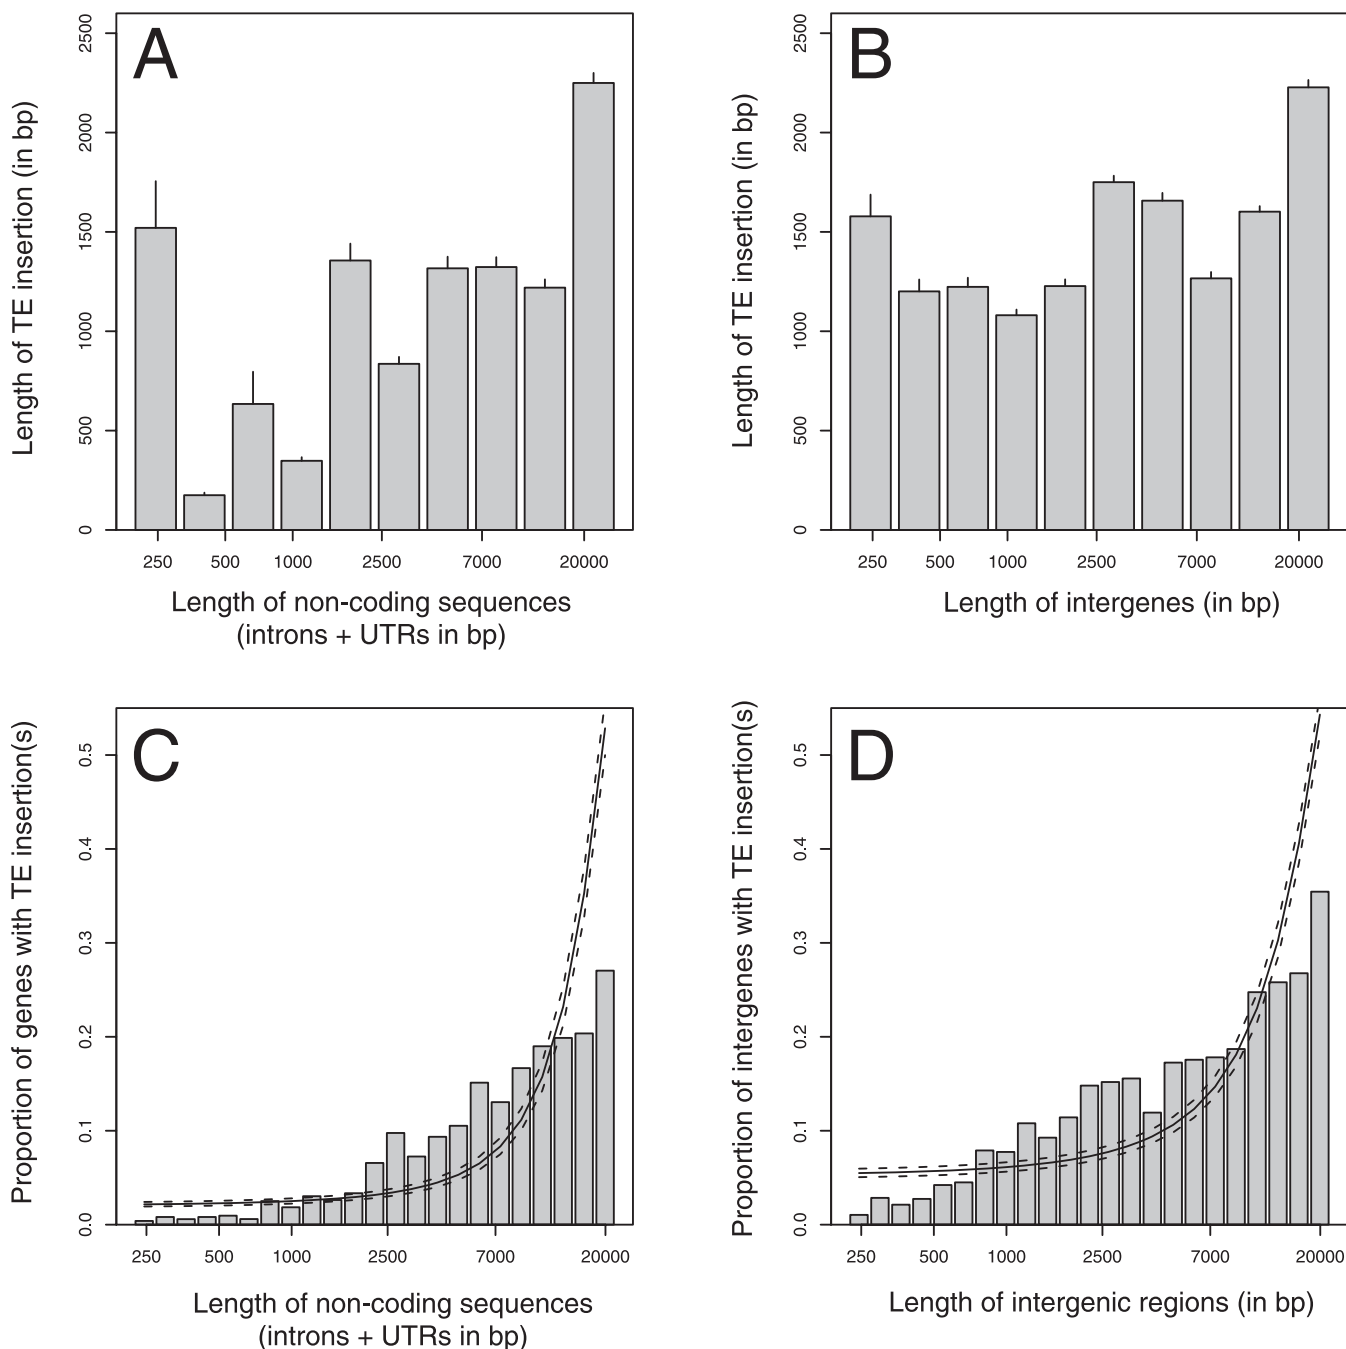 A
Length of TE insertion (in bp)
2500
2000
1500
1000
500
0
250 500 1000 2500 7000 20000
Length of non-coding sequences
(introns + UTRs in bp)
B
Length of TE insertion (in bp)
2500
2000
1500
1000
500
0
250 500 1000 2500 7000 20000
Length of intergenes (in bp)
C
Proportion of genes with TE insertion(s)
0.5
0.4
0.3
0.2
0.1
0.0
250 500 1000 2500 7000 20000
Length of non-coding sequences
(introns + UTRs in bp)
D
Proportion of intergenes with TE insertion(s)
0.5
0.4
0.3
0.2
0.1
0.0
250 500 1000 2500 7000 20000
Length of intergenic regions (in bp)